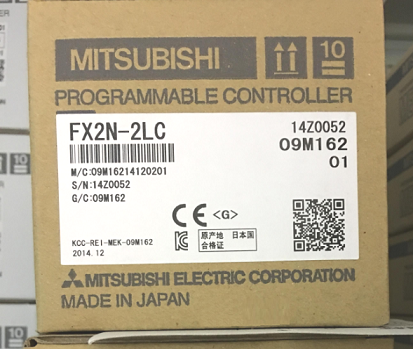 MITSUBISHI
10
PROGRAMMABLE CONTROLLER
FX2N-2LC
14Z0052
09M162
01
M/C:09M16214120201
S/N:14Z0052
G/C:09M162
CE <G>
原产地 日本国
合格证
KCC-REI-MEK-09M162
2014.12
MITSUBISHI ELECTRIC CORPORATION
MADE IN JAPAN
10